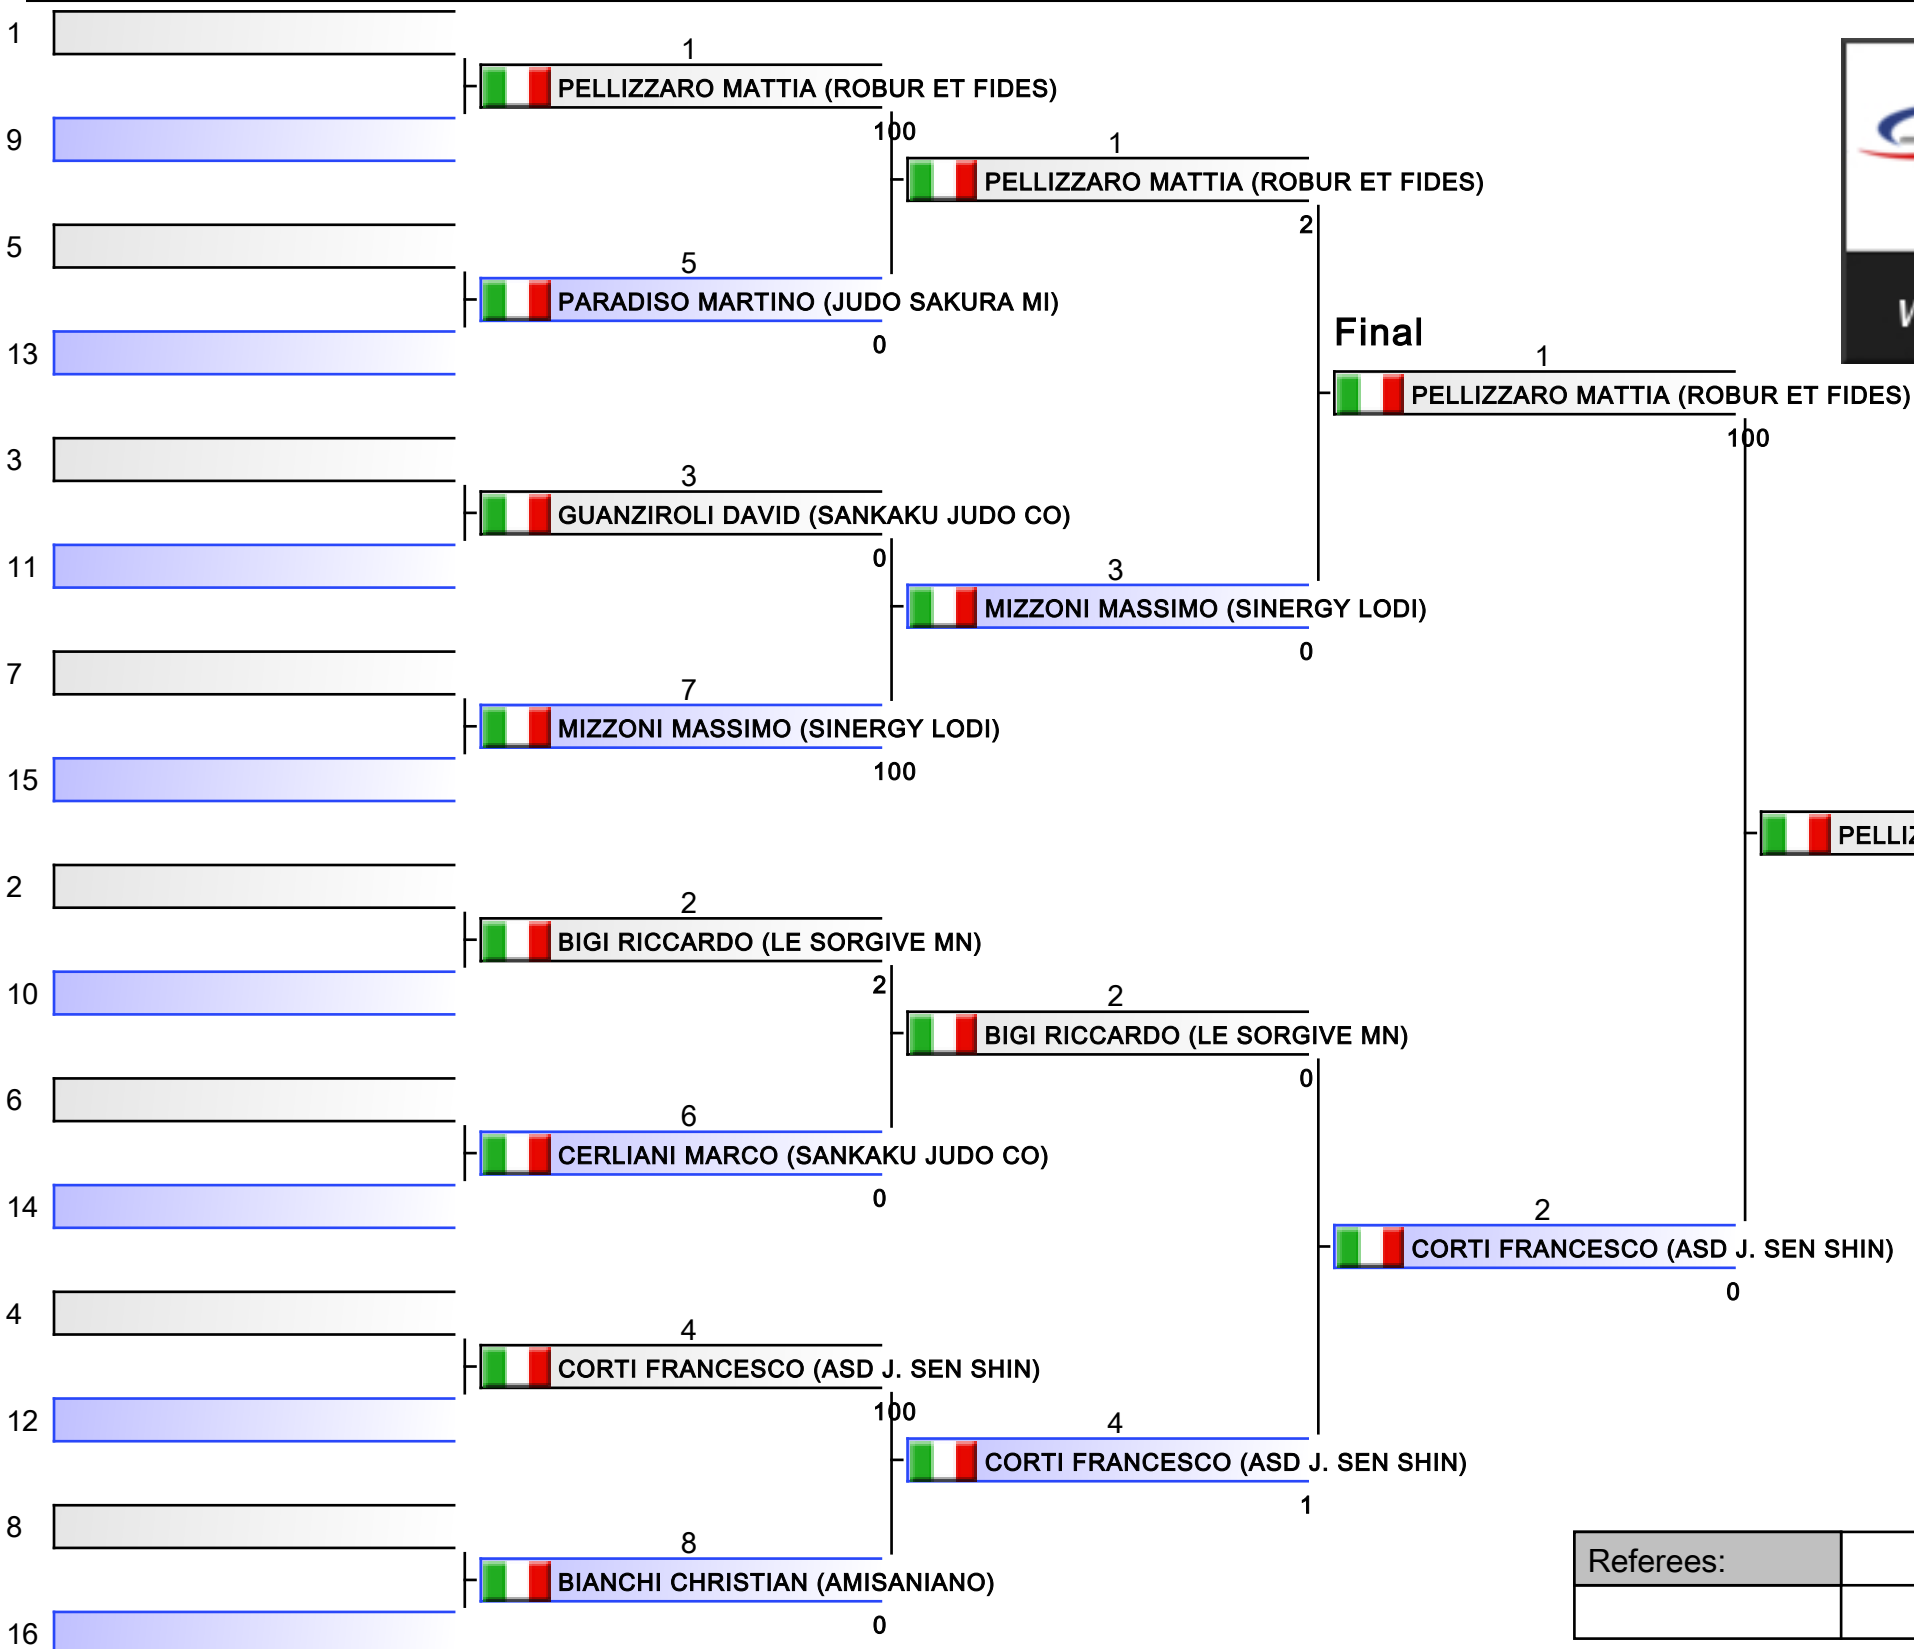 1
1
PELLIZZARO MATTIA (ROBUR ET FIDES)
100
9
1
PELLIZZARO MATTIA (ROBUR ET FIDES)
2
5
5
PARADISO MARTINO (JUDO SAKURA MI)
0
13
Final
1
PELLIZZARO MATTIA (ROBUR ET FIDES)
100
3
3
GUANZIROLI DAVID (SANKAKU JUDO CO)
0
11
3
MIZZONI MASSIMO (SINERGY LODI)
0
7
7
MIZZONI MASSIMO (SINERGY LODI)
100
15
PELLIZ
2
2
BIGI RICCARDO (LE SORGIVE MN)
2
10
2
BIGI RICCARDO (LE SORGIVE MN)
0
6
6
CERLIANI MARCO (SANKAKU JUDO CO)
0
14
2
CORTI FRANCESCO (ASD J. SEN SHIN)
0
4
4
CORTI FRANCESCO (ASD J. SEN SHIN)
100
12
4
CORTI FRANCESCO (ASD J. SEN SHIN)
1
8
8
BIANCHI CHRISTIAN (AMISANIANO)
0
16
Referees: